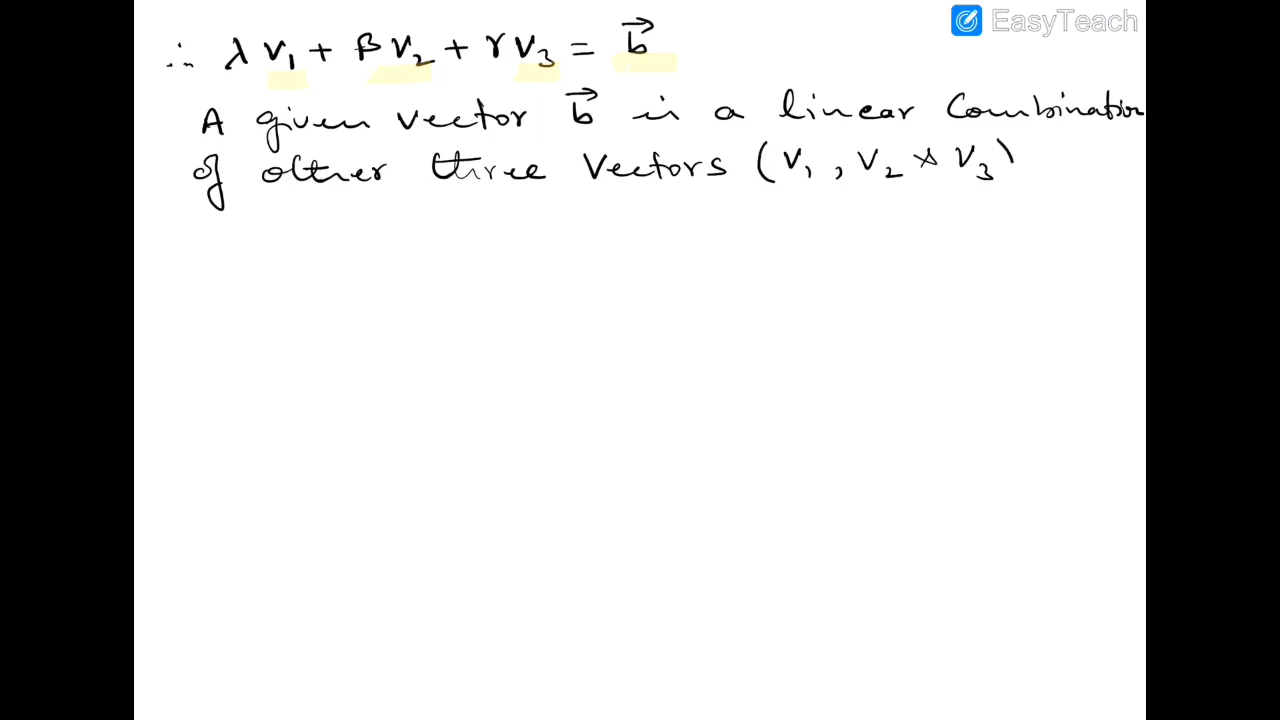 EasyTeach
∴ λ v₁ + β v₂ + γ v₃ = b⃗
A given vector b⃗ is a linear combination
of other three vectors (v₁, v₂ & v₃)